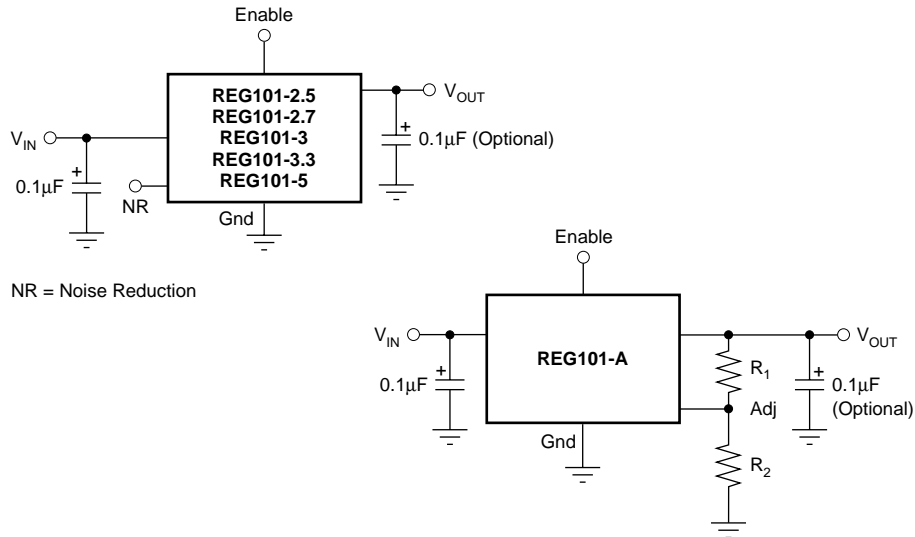 Enable
REG101-2.5
REG101-2.7
REG101-3
REG101-3.3
REG101-5
V_OUT
+
0.1µF (Optional)
V_IN
+
0.1µF
NR
Gnd
NR = Noise Reduction
Enable
REG101-A
V_IN
+
0.1µF
Gnd
V_OUT
R_1
Adj
R_2
+
0.1µF
(Optional)